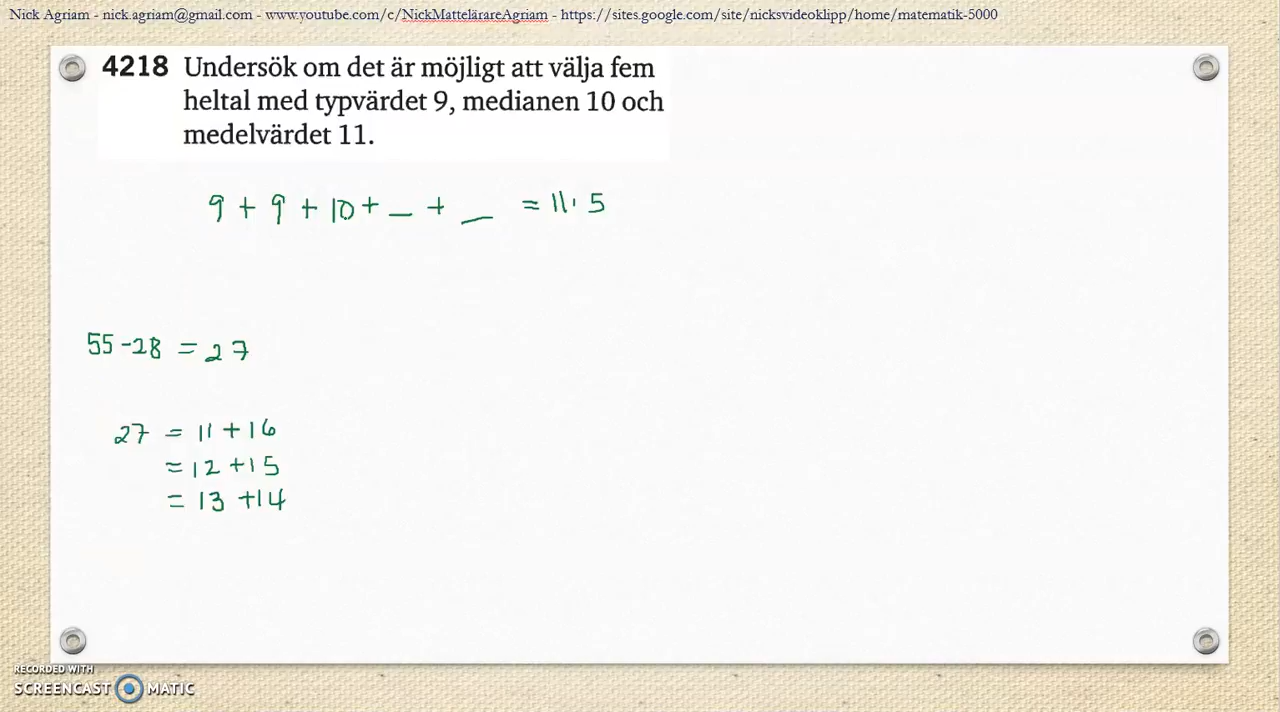 Nick Agriam - nick.agriam@gmail.com - www.youtube.com/c/NickMattelärareAgriam - https://sites.google.com/site/nicksvideoklipp/home/matematik-5000
4218 Undersök om det är möjligt att välja fem
heltal med typvärdet 9, medianen 10 och
medelvärdet 11.
9 + 9 + 10 + _ + _ = 11·5
55-28 = 27
27 = 11 + 16
= 12 + 15
= 13 + 14
RECORDED WITH
SCREENCAST MATIC